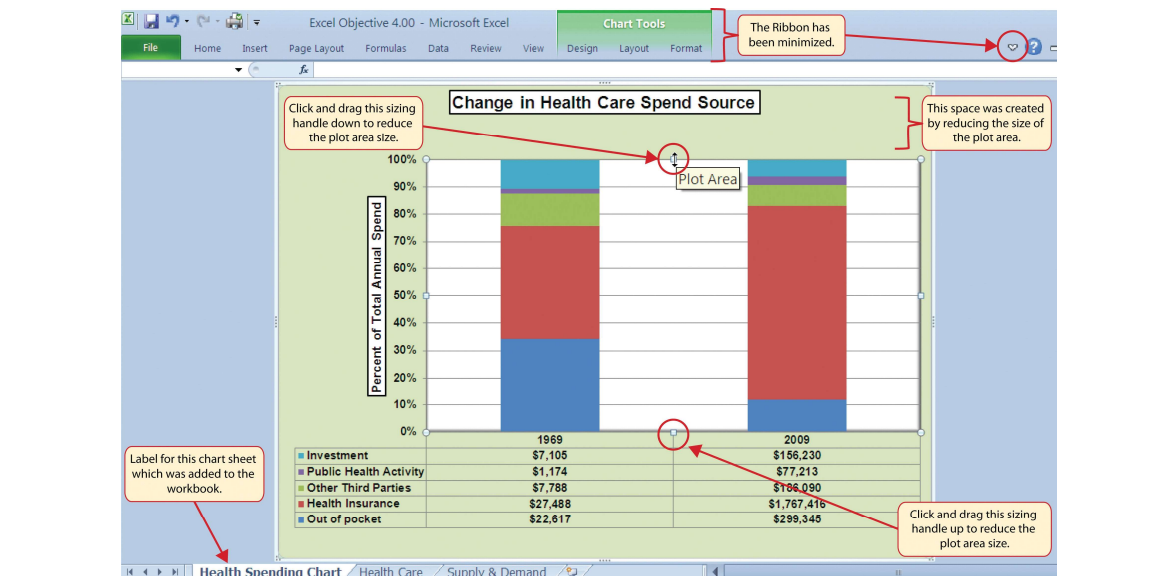 Excel Objective 4.00 - Microsoft Excel
Chart Tools
The Ribbon has
been minimized.
File Home Insert Page Layout Formulas Data Review View Design Layout Format
fx
Click and drag this sizing
handle down to reduce
the plot area size.
Change in Health Care Spend Source
This space was created
by reducing the size of
the plot area.
Plot Area
Percent of Total Annual Spend
100%
90%
80%
70%
60%
50%
40%
30%
20%
10%
0%
1969 2009
Investment $7,105 $156,230
Public Health Activity $1,174 $77,213
Other Third Parties $7,788 $186,090
Health Insurance $27,488 $1,767,416
Out of pocket $22,617 $299,345
Label for this chart sheet
which was added to the
workbook.
Click and drag this sizing
handle up to reduce the
plot area size.
Health Spending Chart Health Care Supply & Demand